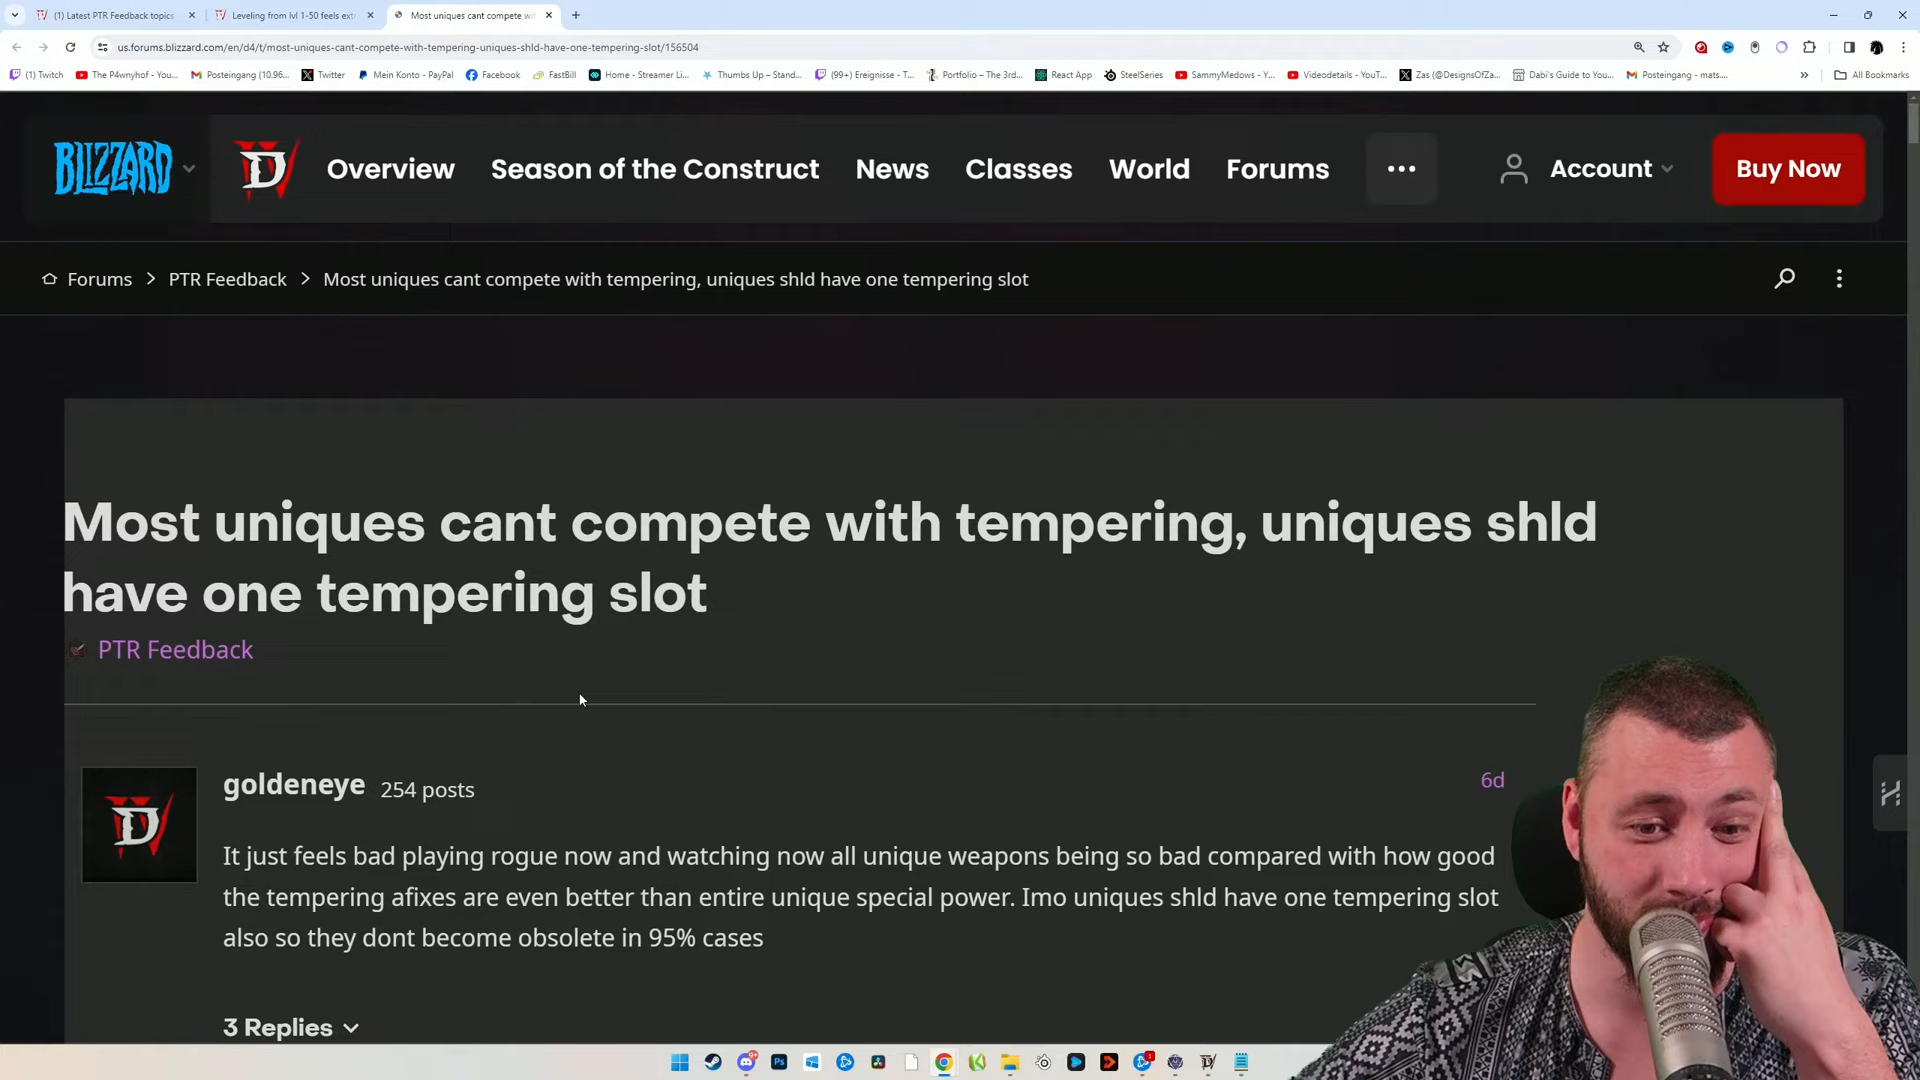 (1) Latest PTR Feedback topics
Leveling from lvl 1-50 feels ext
Most uniques cant compete wi
us.forums.blizzard.com/en/d4/t/most-uniques-cant-compete-with-tempering-uniques-shld-have-one-tempering-slot/156504
(1) Twitch
The P4wnyhof - You...
Posteingang (10.96...
Twitter
Mein Konto - PayPal
Facebook
FastBill
Home - Streamer Li...
Thumbs Up – Stand...
(99+) Ereignisse - T...
Portfolio – The 3rd...
React App
SteelSeries
SammyMedows - Y...
Videodetails - YouT...
Zas (@DesignsOfZa...
Dabi's Guide to You...
Posteingang - mats....
»
All Bookmarks
BLIZZARD
D
Overview
Season of the Construct
News
Classes
World
Forums
Account
Buy Now
Forums > PTR Feedback > Most uniques cant compete with tempering, uniques shld have one tempering slot
Most uniques cant compete with tempering, uniques shld
have one tempering slot
PTR Feedback
goldeneye 254 posts
6d
It just feels bad playing rogue now and watching now all unique weapons being so bad compared with how good
the tempering afixes are even better than entire unique special power. Imo uniques shld have one tempering slot
also so they dont become obsolete in 95% cases
3 Replies